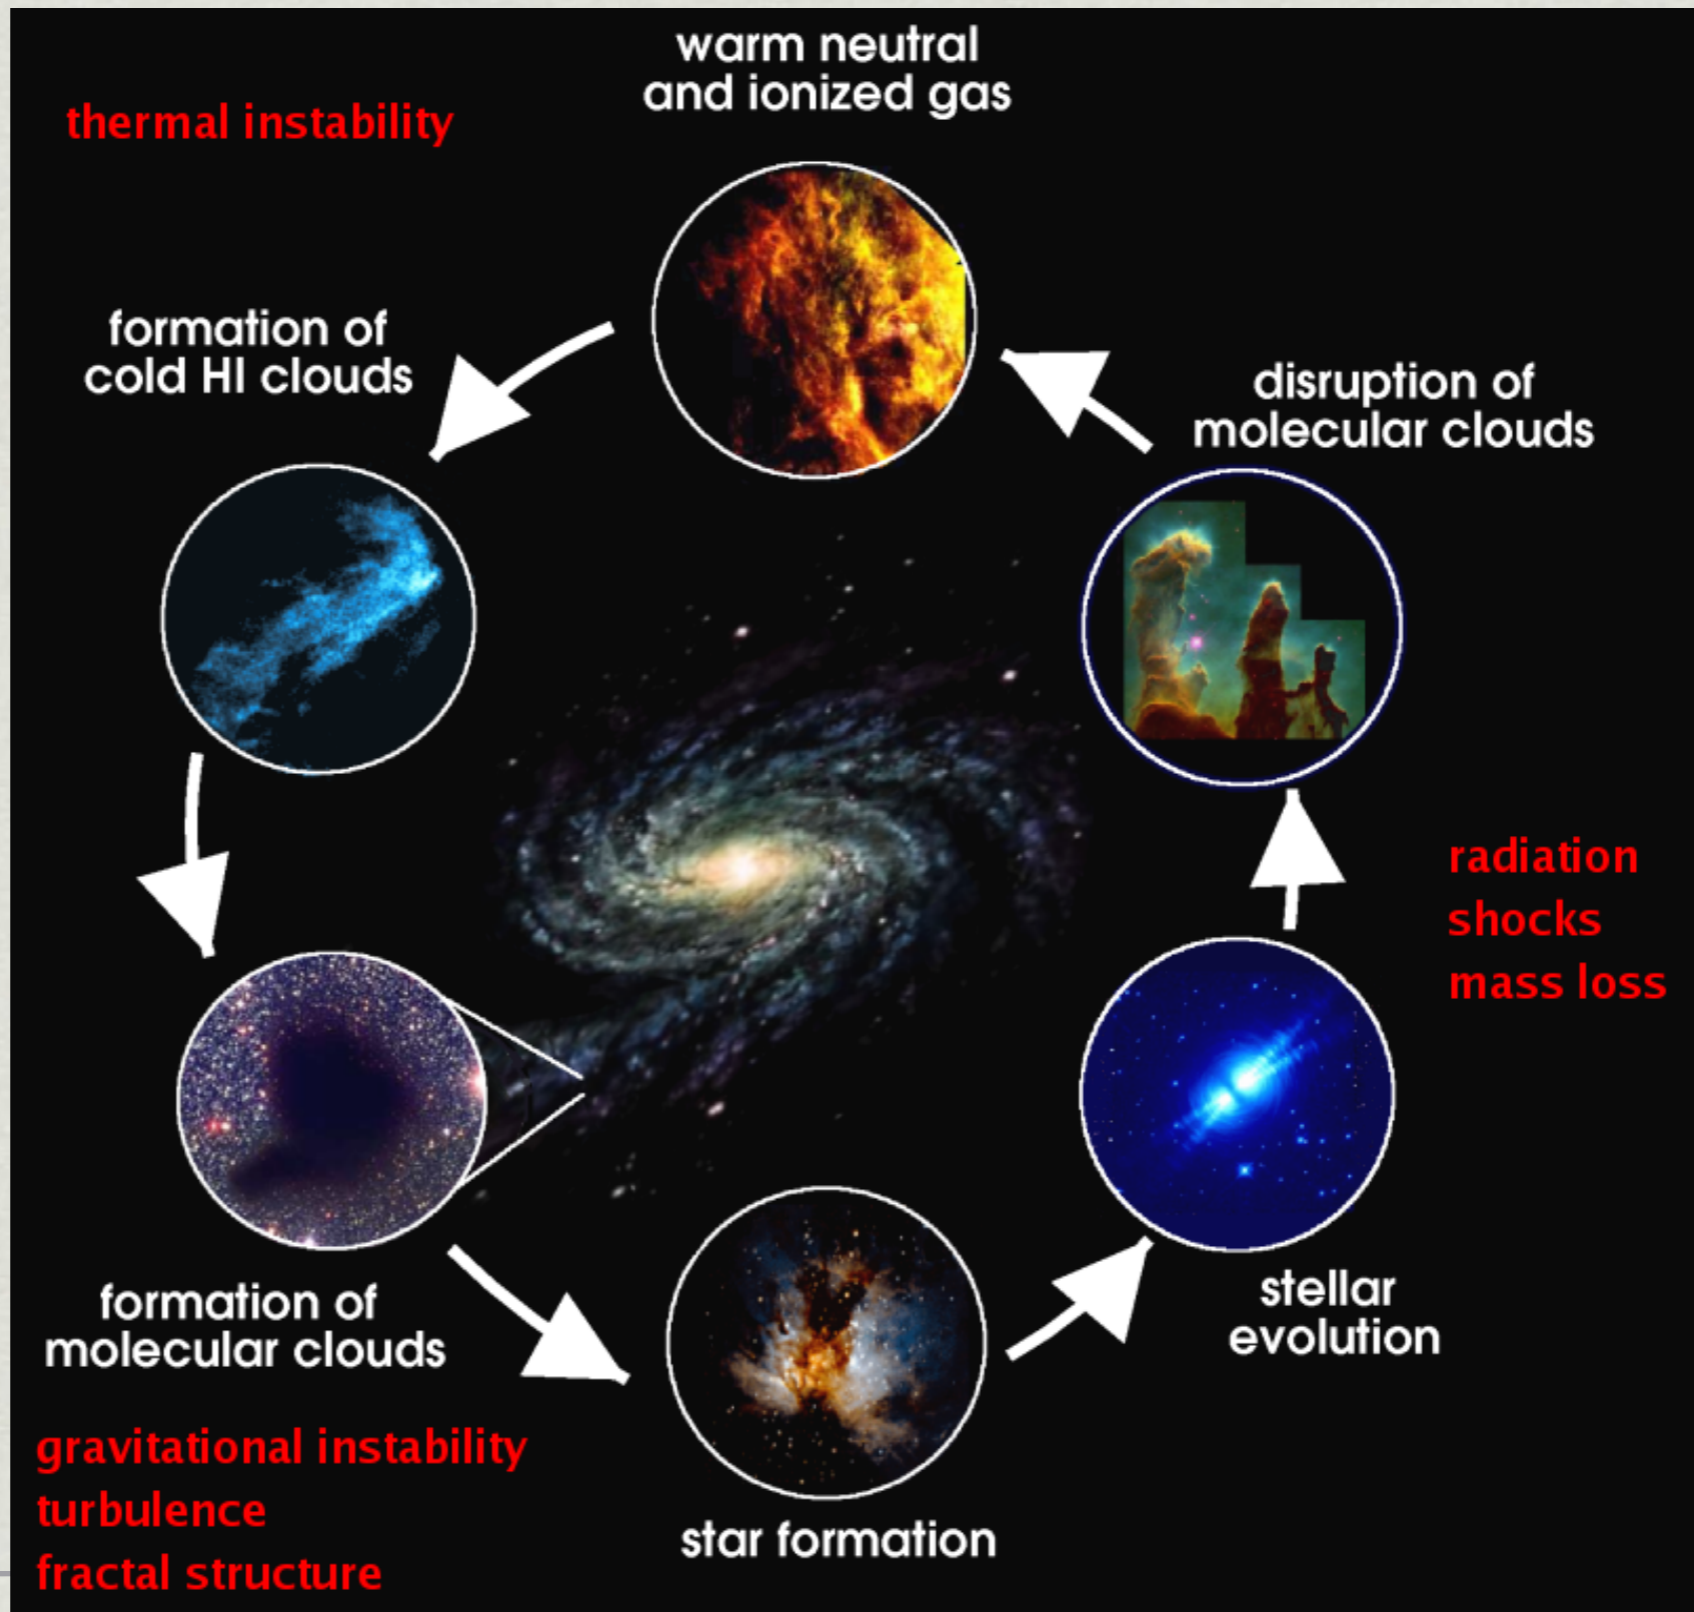 warm neutral
and ionized gas
thermal instability
formation of
cold HI clouds
disruption of
molecular clouds
radiation
shocks
mass loss
formation of
molecular clouds
stellar
evolution
gravitational instability
turbulence
fractal structure
star formation